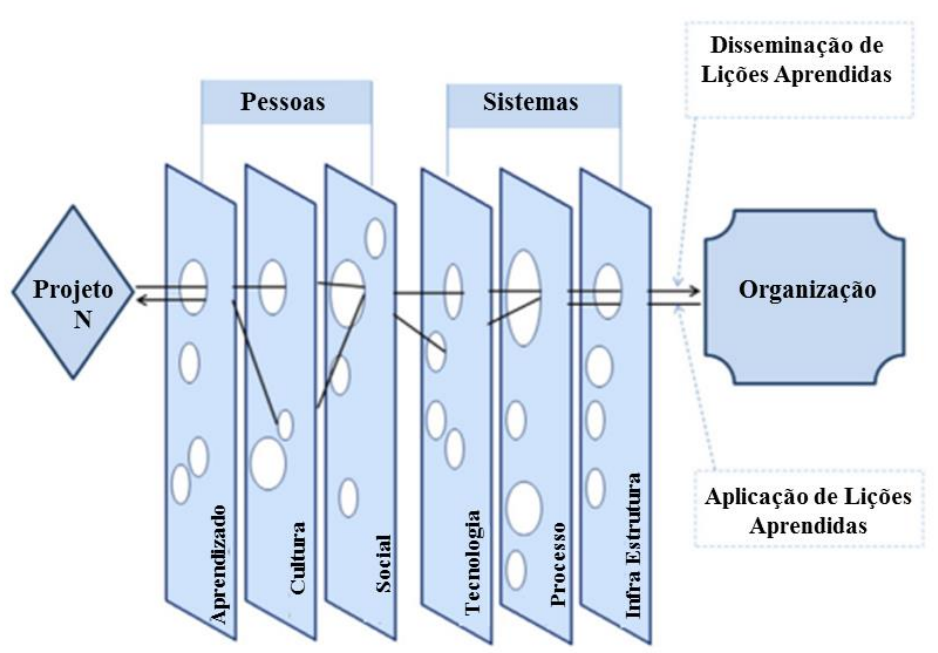 Disseminação de
Lições Aprendidas
Pessoas
Sistemas
Projeto
N
Organização
Aprendizado
Cultura
Social
Tecnologia
Processo
Infra Estrutura
Aplicação de Lições
Aprendidas